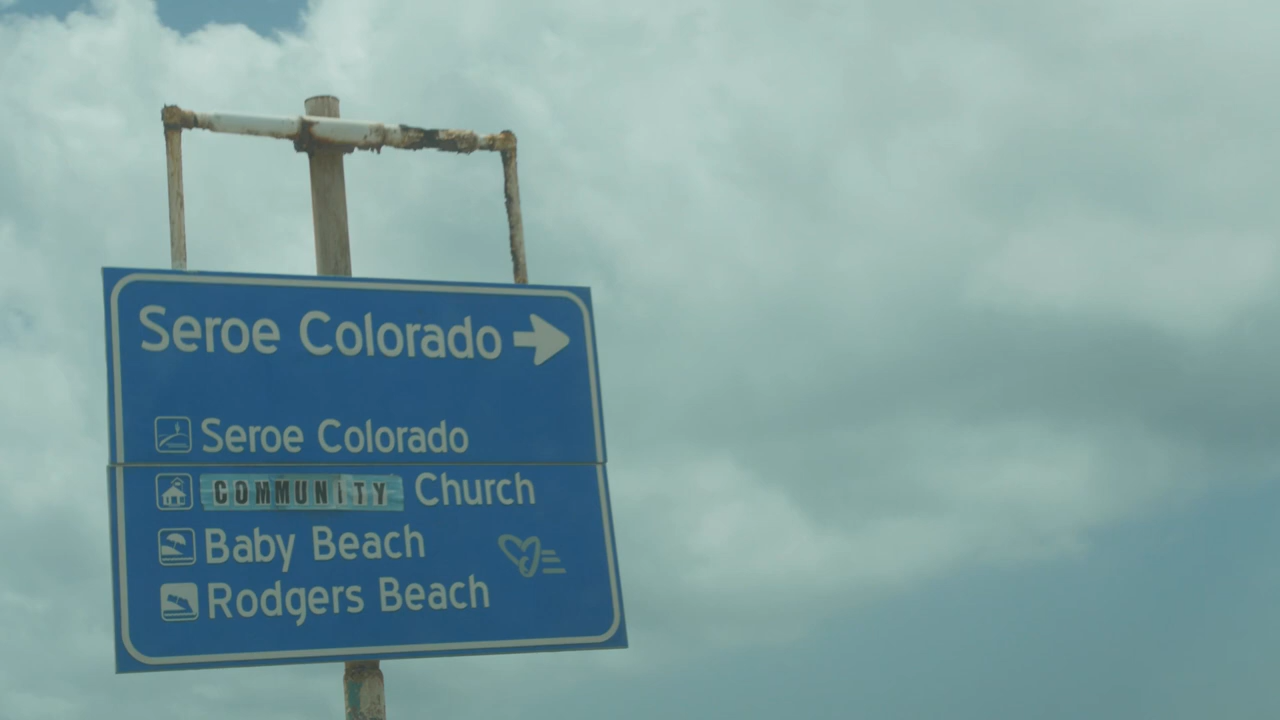 Seroe Colorado
Seroe Colorado
COMMUNITY Church
Baby Beach
Rodgers Beach